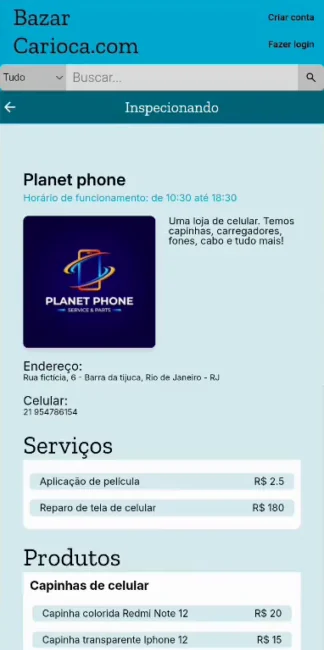 Bazar
Carioca.com
Criar conta
Fazer login
Tudo
Buscar...
Inspecionando
Planet phone
Horário de funcionamento: de 10:30 até 18:30
PLANET PHONE
SERVICE & PARTS
Uma loja de celular. Temos
capinhas, carregadores,
fones, cabo e tudo mais!
Endereço:
Rua fictícia, 6 - Barra da tijuca, Rio de Janeiro - RJ
Celular:
21 954786154
Serviços
Aplicação de película R$ 2.5
Reparo de tela de celular R$ 180
Produtos
Capinhas de celular
Capinha colorida Redmi Note 12 R$ 20
Capinha transparente Iphone 12 R$ 15